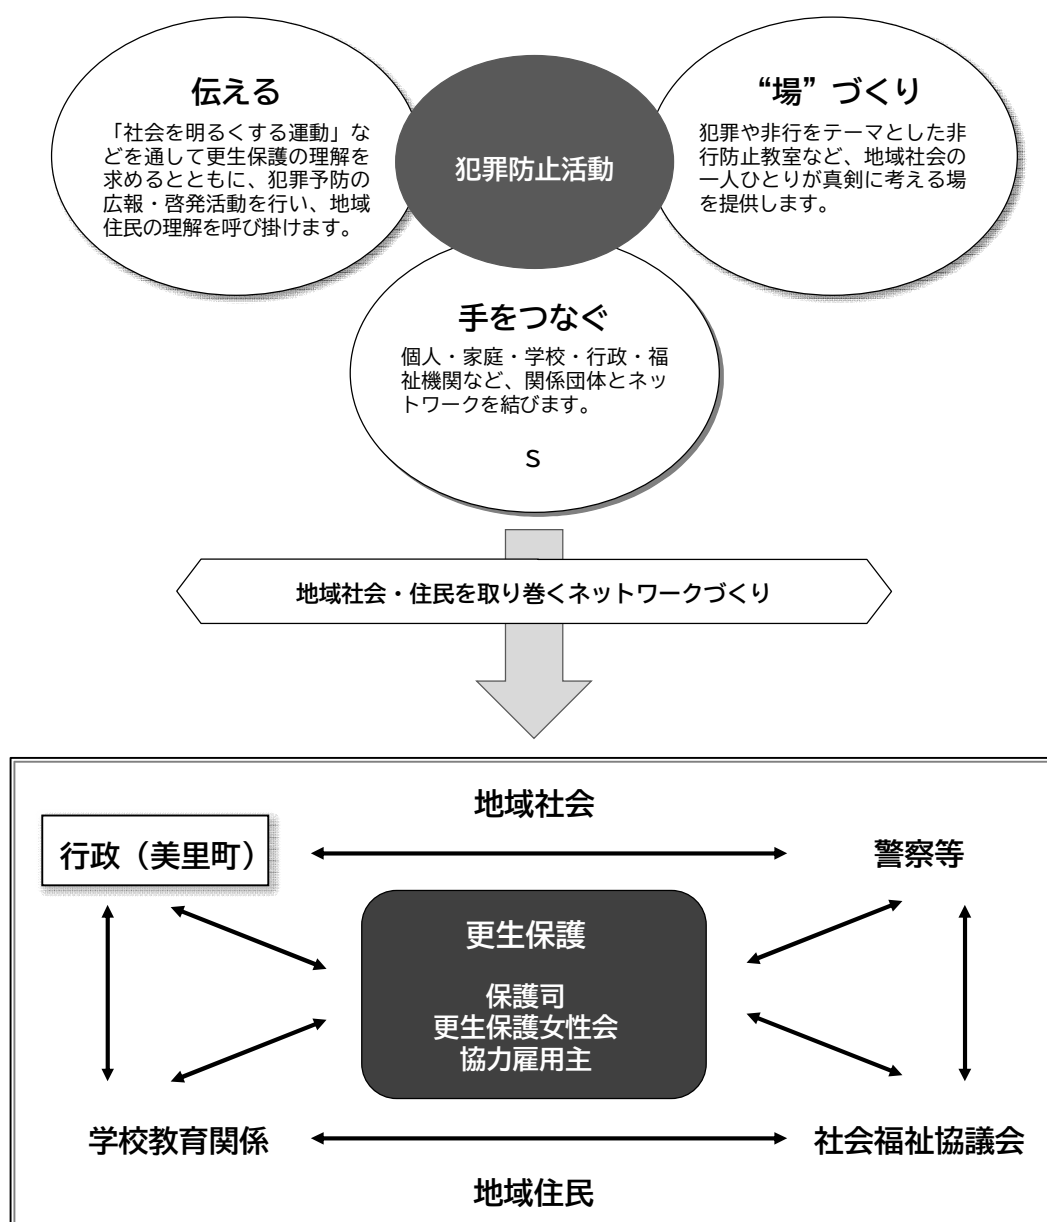 伝える
「社会を明るくする運動」な
どを通して更生保護の理解を
求めるとともに、犯罪予防の
広報・啓発活動を行い、地域
住民の理解を呼び掛けます。
犯罪防止活動
“場”づくり
犯罪や非行をテーマとした非
行防止教室など、地域社会の
一人ひとりが真剣に考える場
を提供します。
手をつなぐ
個人・家庭・学校・行政・福
祉機関など、関係団体とネッ
トワークを結びます。
s
地域社会・住民を取り巻くネットワークづくり
地域社会
行政（美里町）
警察等
更生保護
保護司
更生保護女性会
協力雇用主
学校教育関係
社会福祉協議会
地域住民